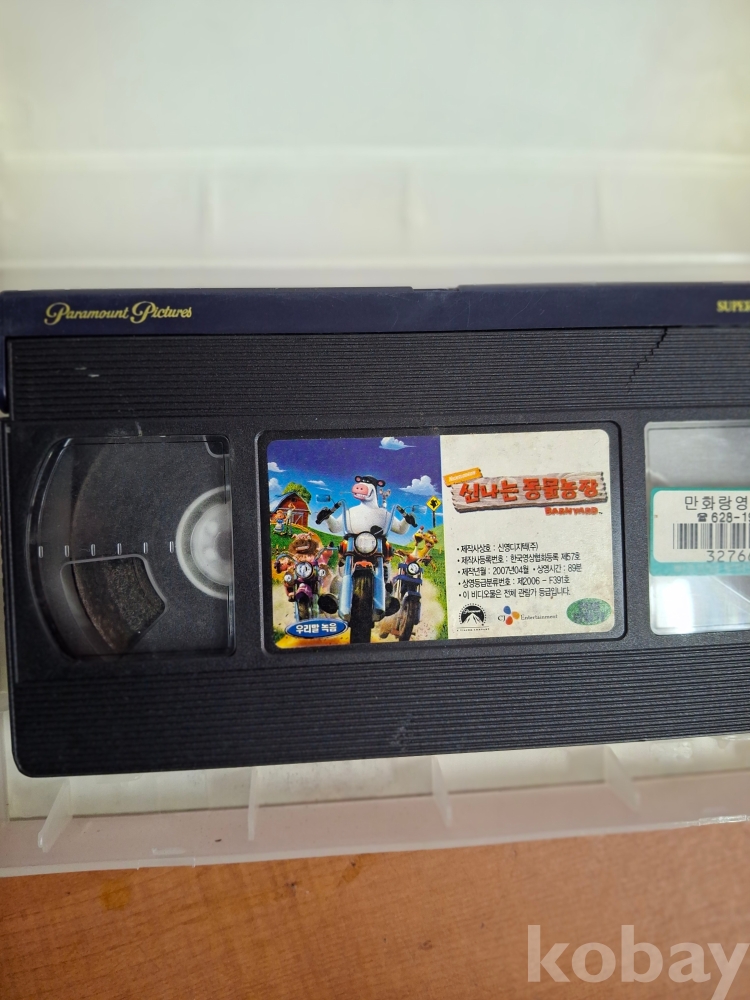 Paramount Pictures
SUPER
신나는 동물농장
BARNYARD
• 제작사상호 : 신영디지텍(주)
• 제작사등록번호 : 한국영상협회등록 제57호
• 제작년월 : 2007년04월 • 상영시간 : 89분
• 상영등급분류번호 : 제2006 - F391호
• 이 비디오물은 전체 관람가 등급입니다.
우리말 녹음
CJ Entertainment
만화랑영
☎ 628-19
3276
kobay